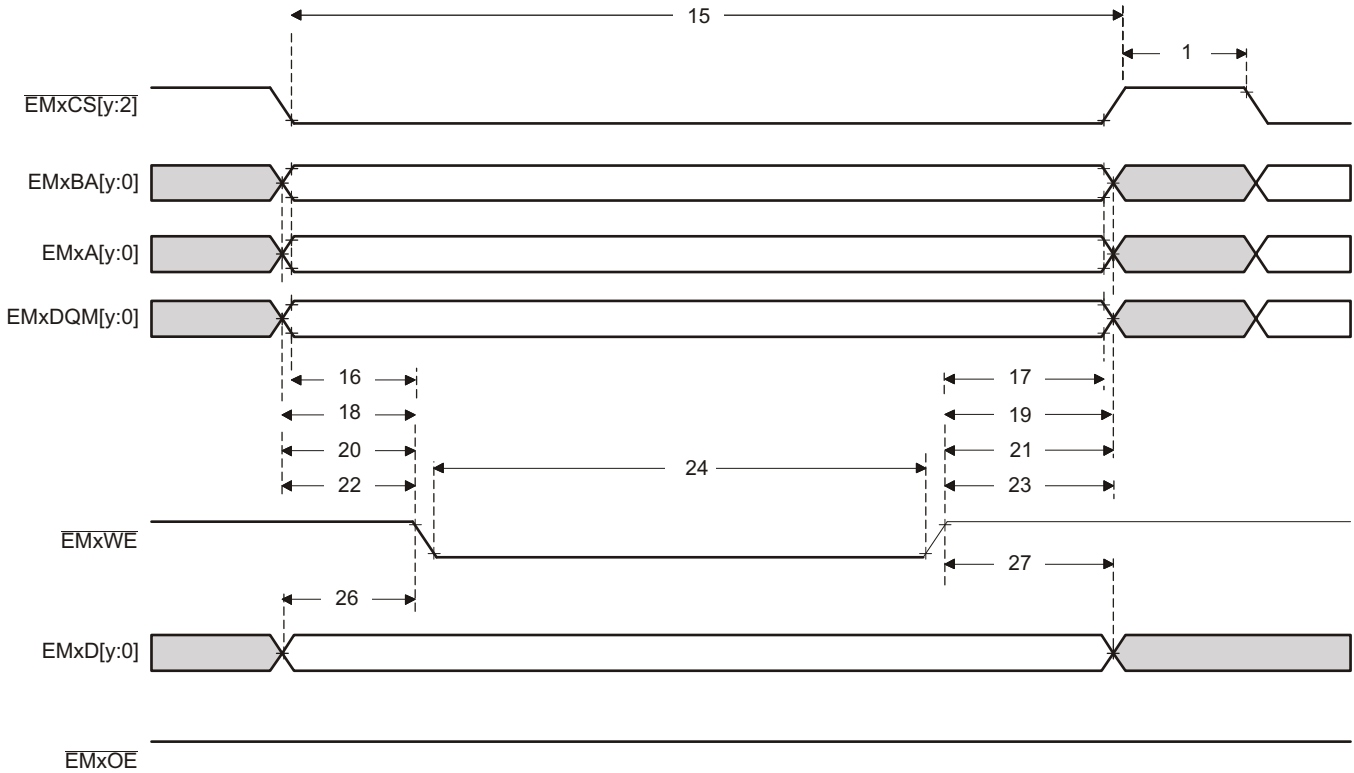 15
1
EMxCS[y:2]
EMxBA[y:0]
EMxA[y:0]
EMxDQM[y:0]
16
17
18
19
20
21
24
22
23
EMxWE
27
26
EMxD[y:0]
EMxOE